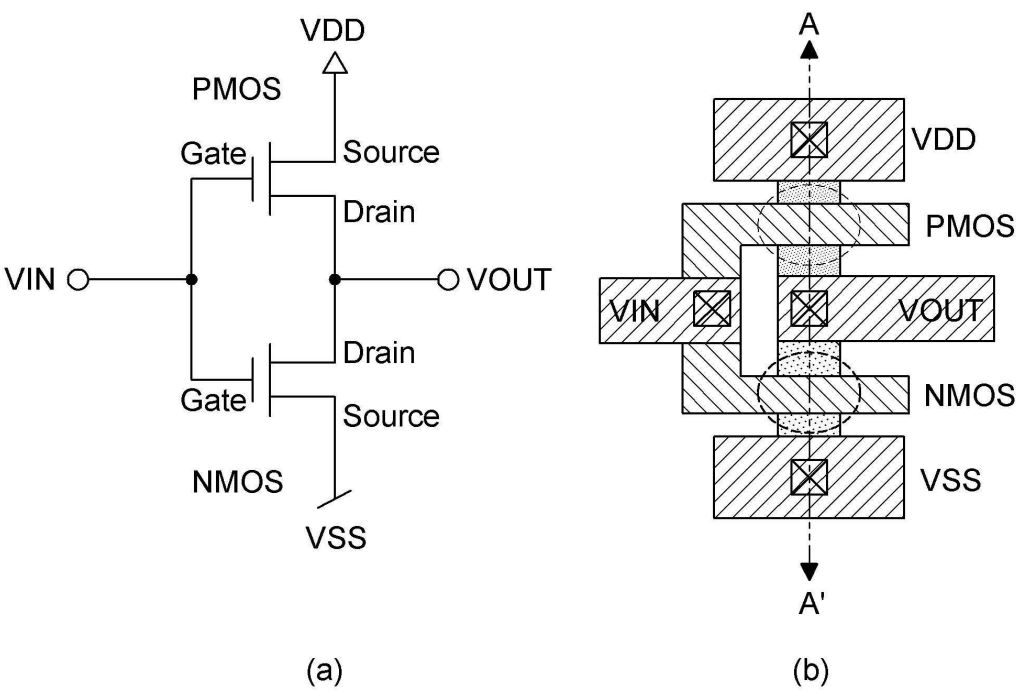 VDD
PMOS
Gate
Source
Drain
VIN
VOUT
Drain
Gate
Source
NMOS
VSS
(a)
A
VDD
PMOS
VIN
VOUT
NMOS
VSS
A'
(b)